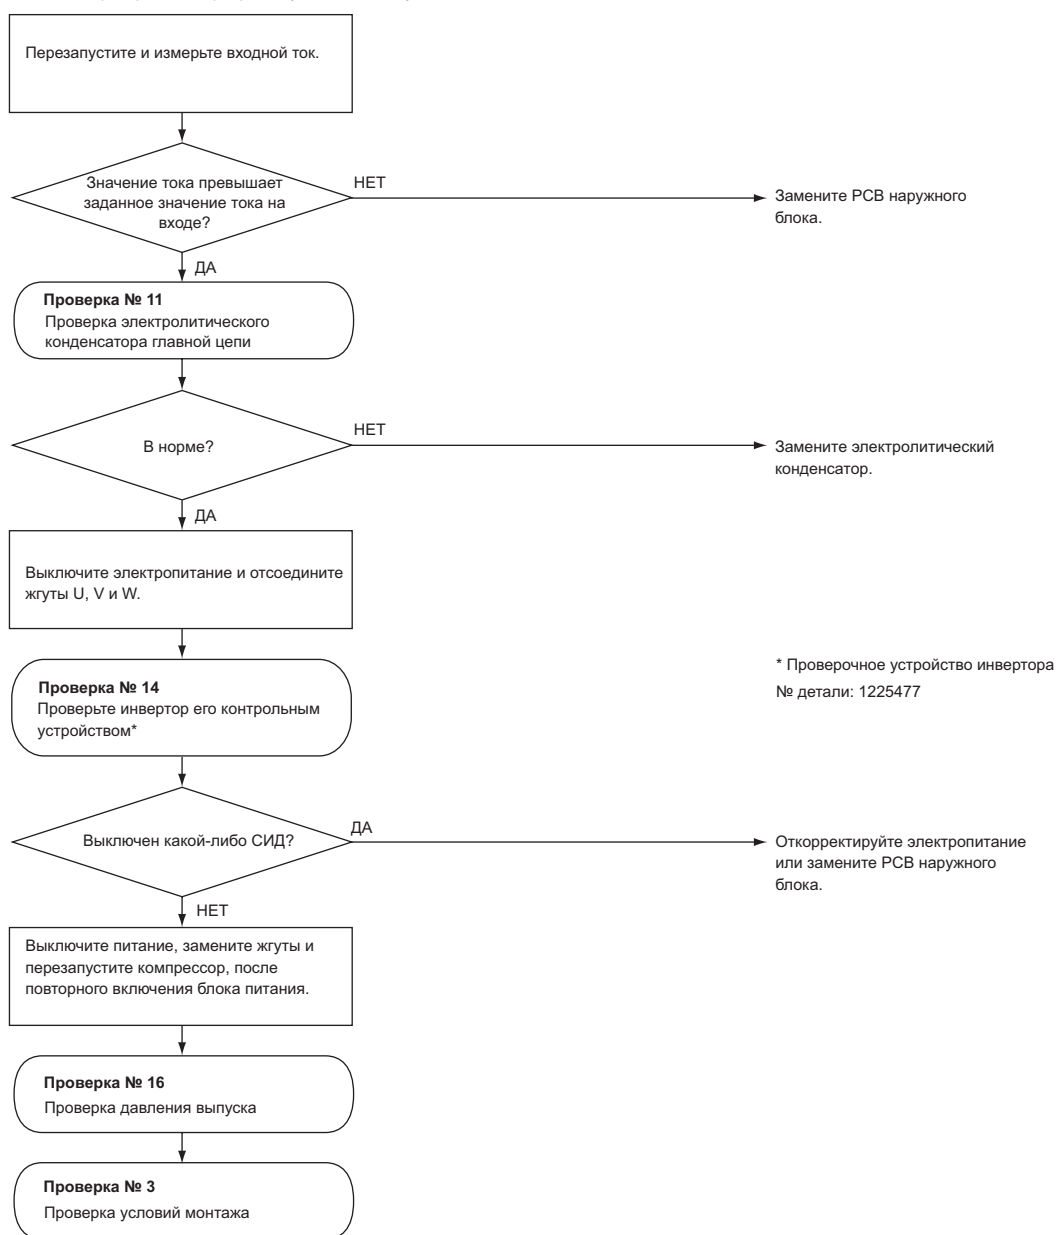 Перезапустите и измерьте входной ток.
Значение тока превышает
заданное значение тока на
входе?
НЕТ
Замените PCB наружного
блока.
ДА
Проверка № 11
Проверка электролитического
конденсатора главной цепи
В норме?
НЕТ
Замените электролитический
конденсатор.
ДА
Выключите электропитание и отсоедините
жгуты U, V и W.
* Проверочное устройство инвертора
№ детали: 1225477
Проверка № 14
Проверьте инвертор его контрольным
устройством*
Выключен какой-либо СИД?
ДА
Откорректируйте электропитание
или замените PCB наружного
блока.
НЕТ
Выключите питание, замените жгуты и
перезапустите компрессор, после
повторного включения блока питания.
Проверка № 16
Проверка давления выпуска
Проверка № 3
Проверка условий монтажа